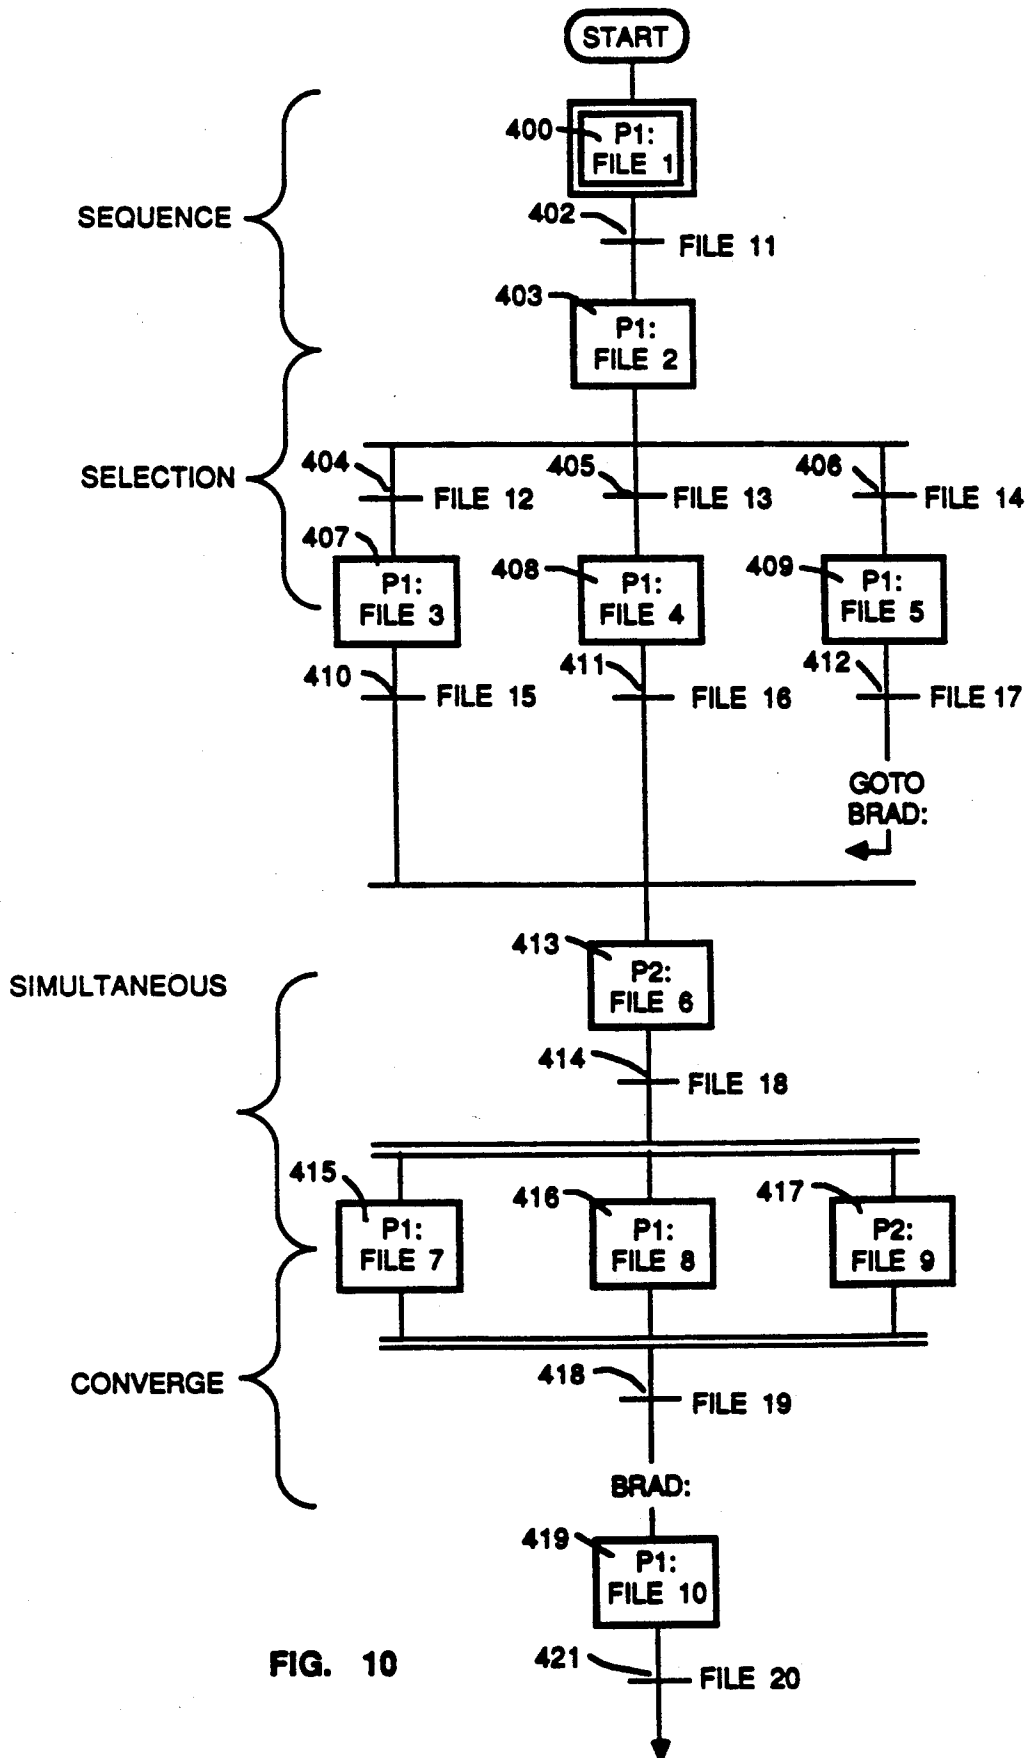 START
400
P1:
FILE 1
SEQUENCE
402
FILE 11
403
P1:
FILE 2
SELECTION
404
FILE 12
405
FILE 13
406
FILE 14
407
P1:
FILE 3
408
P1:
FILE 4
409
P1:
FILE 5
410
FILE 15
411
FILE 16
412
FILE 17
GOTO
BRAD:
413
P2:
FILE 6
SIMULTANEOUS
414
FILE 18
415
P1:
FILE 7
416
P1:
FILE 8
417
P2:
FILE 9
CONVERGE
418
FILE 19
BRAD:
419
P1:
FILE 10
421
FILE 20
FIG. 10